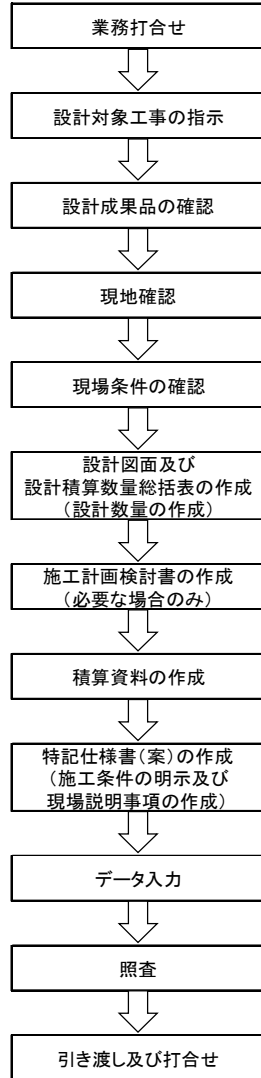 業務打合せ
設計対象工事の指示
設計成果品の確認
現地確認
現場条件の確認
設計図面及び
設計積算数量総括表の作成
(設計数量の作成)
施工計画検討書の作成
(必要な場合のみ)
積算資料の作成
特記仕様書(案)の作成
(施工条件の明示及び
現場説明事項の作成)
データ入力
照査
引き渡し及び打合せ